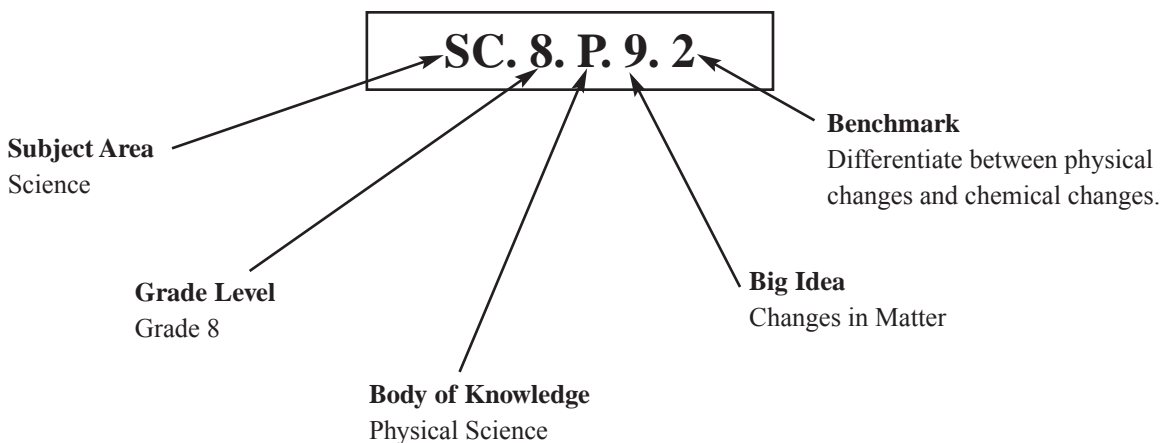 SC. 8. P. 9. 2
Subject Area
Science
Grade Level
Grade 8
Body of Knowledge
Physical Science
Big Idea
Changes in Matter
Benchmark
Differentiate between physical
changes and chemical changes.